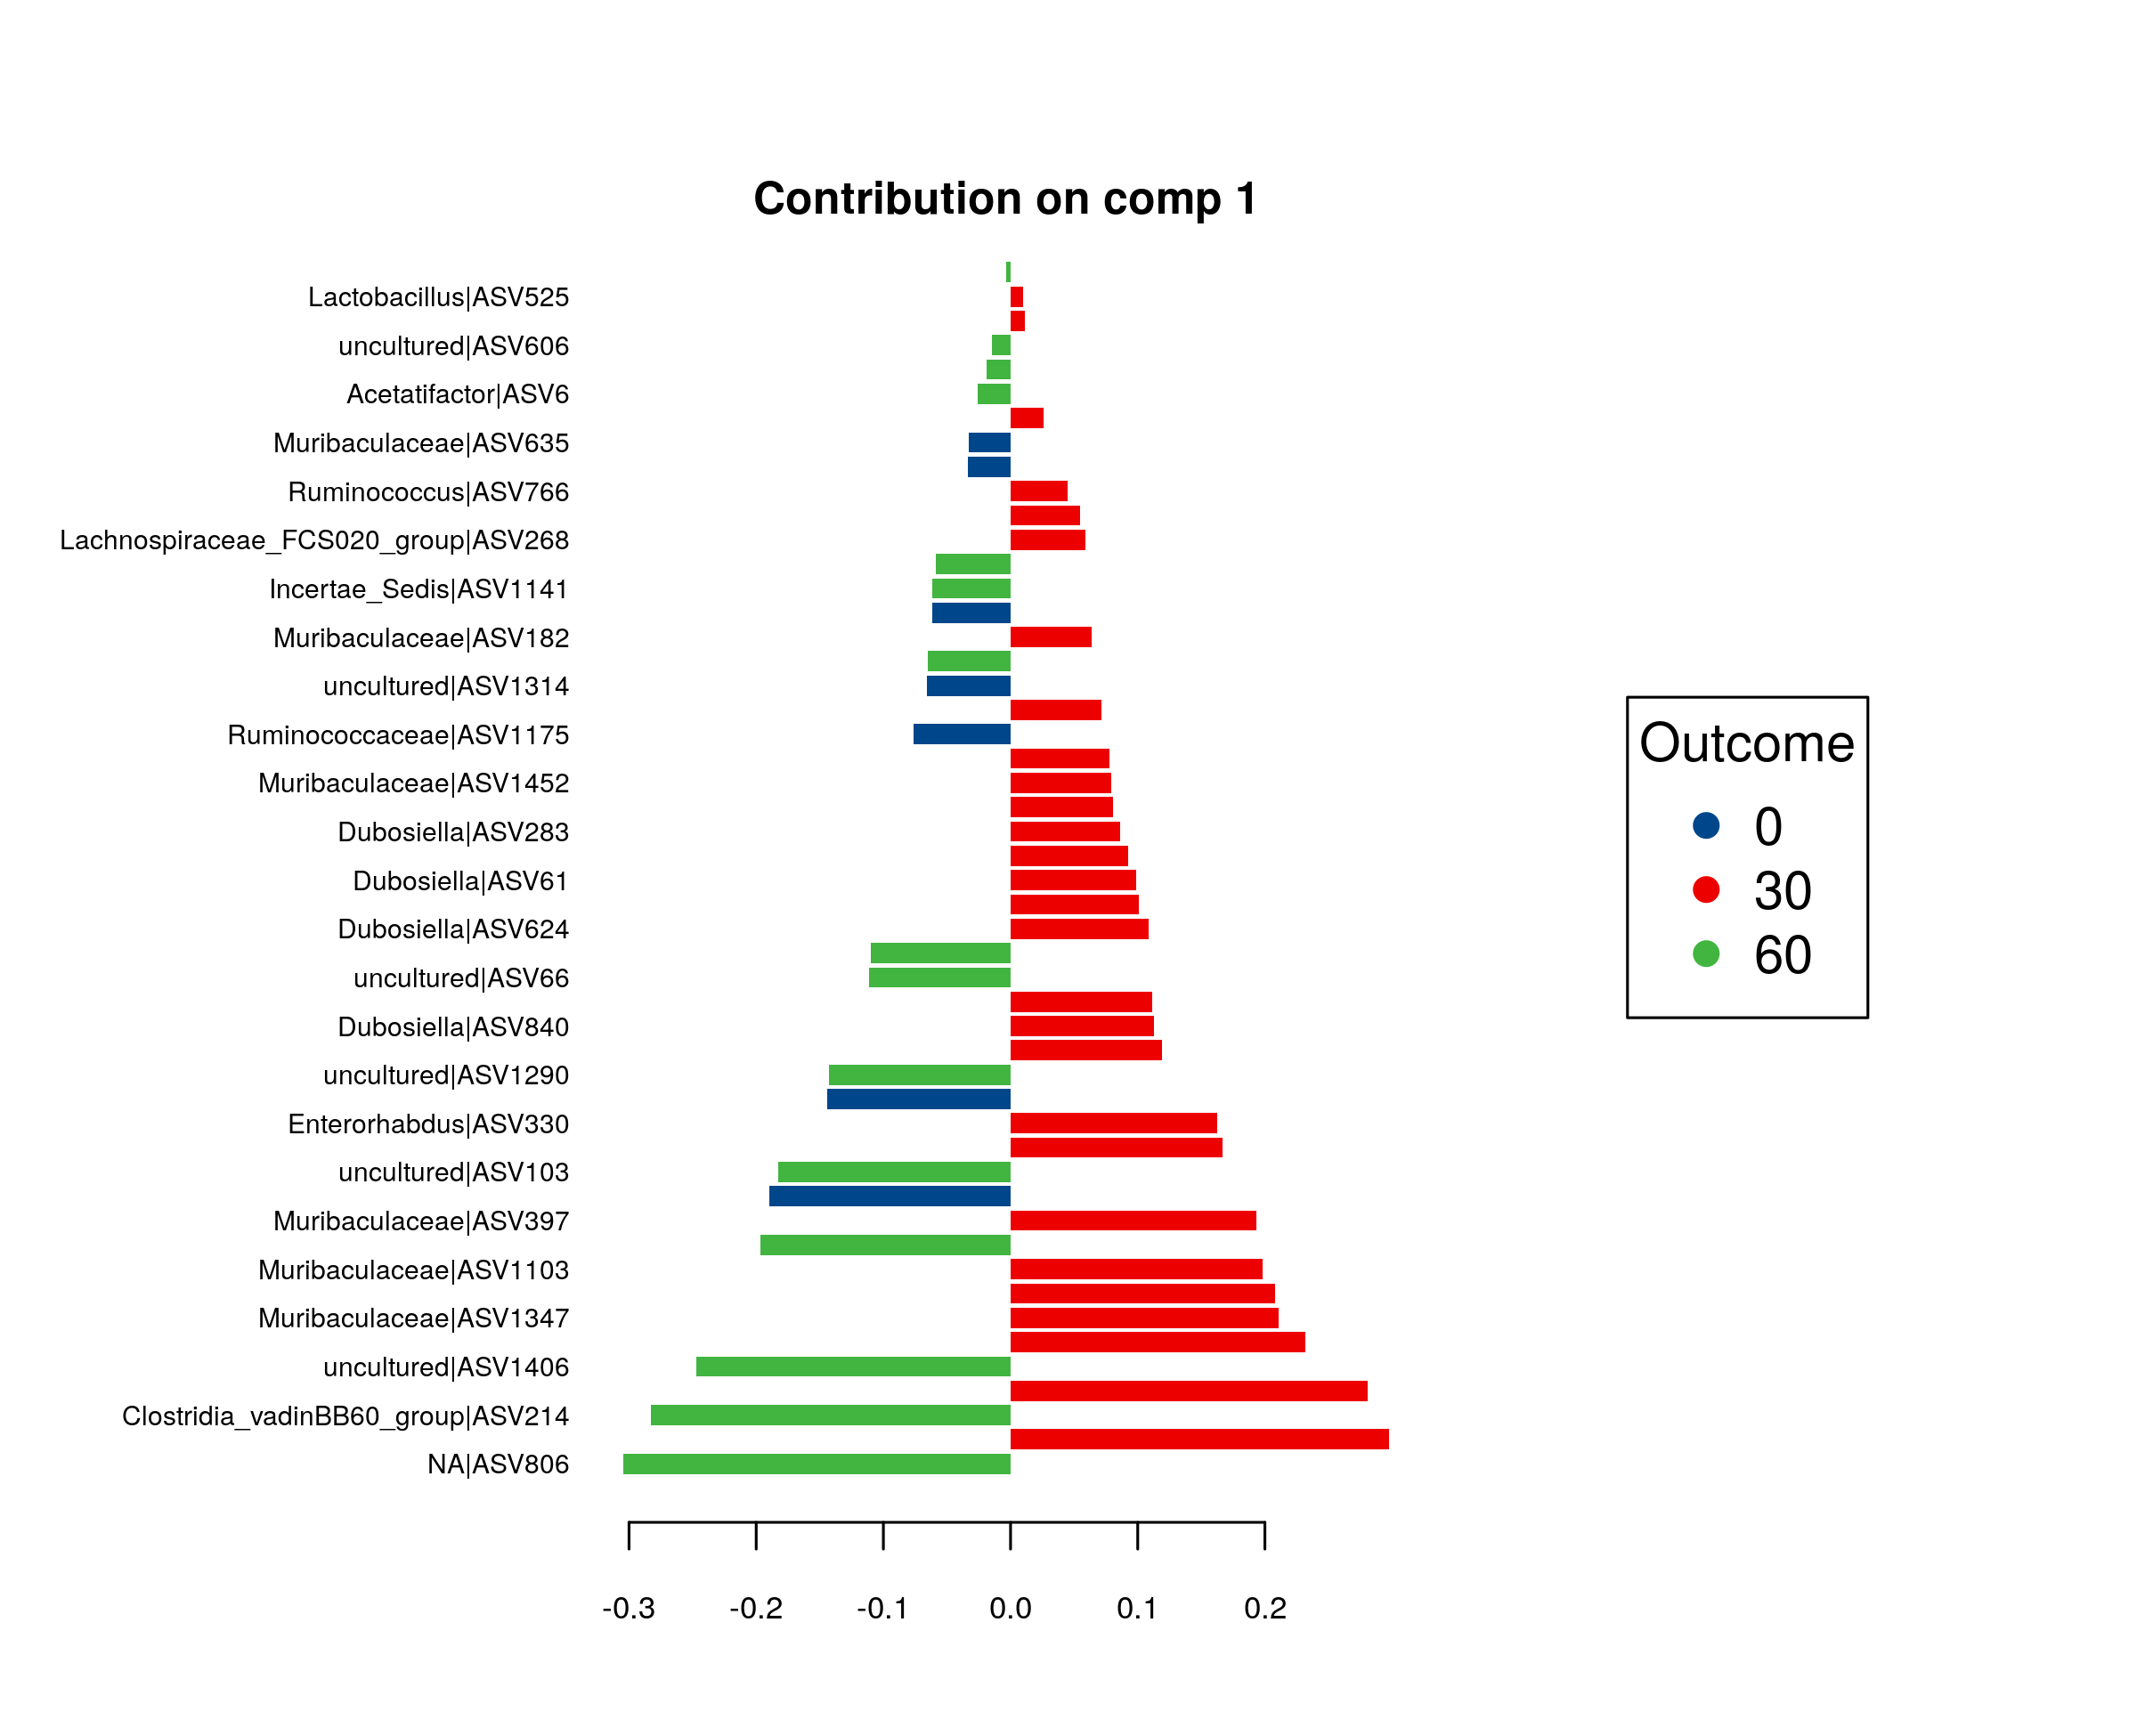 Contribution on comp 1
Lactobacillus|ASV525
uncultured|ASV606
Acetatifactor|ASV6
Muribaculaceae|ASV635
Ruminococcus|ASV766
Lachnospiraceae_FCS020_group|ASV268
Incertae_Sedis|ASV1141
Muribaculaceae|ASV182
uncultured|ASV1314
Ruminococcaceae|ASV1175
Muribaculaceae|ASV1452
Dubosiella|ASV283
Dubosiella|ASV61
Dubosiella|ASV624
uncultured|ASV66
Dubosiella|ASV840
uncultured|ASV1290
Enterorhabdus|ASV330
uncultured|ASV103
Muribaculaceae|ASV397
Muribaculaceae|ASV1103
Muribaculaceae|ASV1347
uncultured|ASV1406
Clostridia_vadinBB60_group|ASV214
NA|ASV806
-0.3 -0.2 -0.1 0.0 0.1 0.2
Outcome
0
30
60